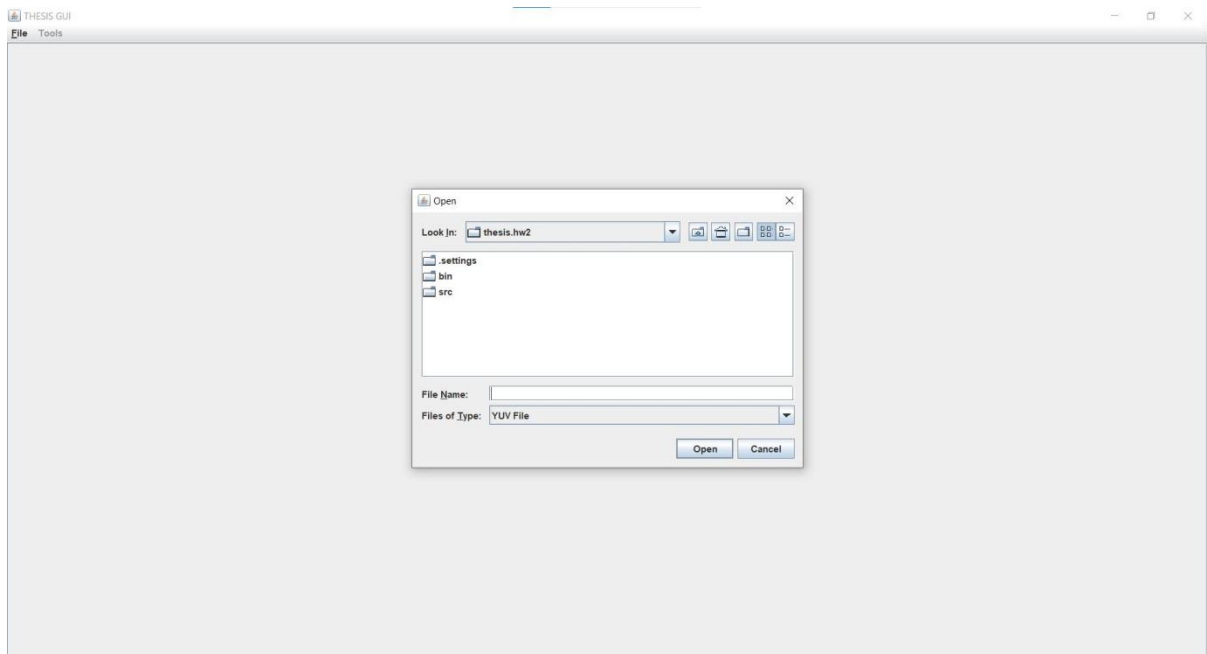 THESIS GUI
File Tools
Open
Look In: thesis.hw2
.settings
bin
src
File Name:
Files of Type: YUV File
Open Cancel